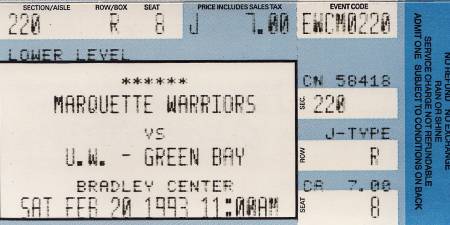 SECTION/AISLE ROW/BOX SEAT PRICE INCLUDES SALES TAX EVENT CODE
220 R 8 J 7.00 EWCM0220
LOWER LEVEL
******
MARQUETTE WARRIORS
VS
U.W. - GREEN BAY
BRADLEY CENTER
SAT FEB 20 1993 11:00AM
CN 58418
SEC. 220
J-TYPE
ROW R
CA 7.00
SEAT 8
NO REFUND NO EXCHANGE
RAIN OR SHINE
SERVICE CHARGE NOT REFUNDABLE
ADMIT ONE SUBJECT TO CONDITIONS ON BACK